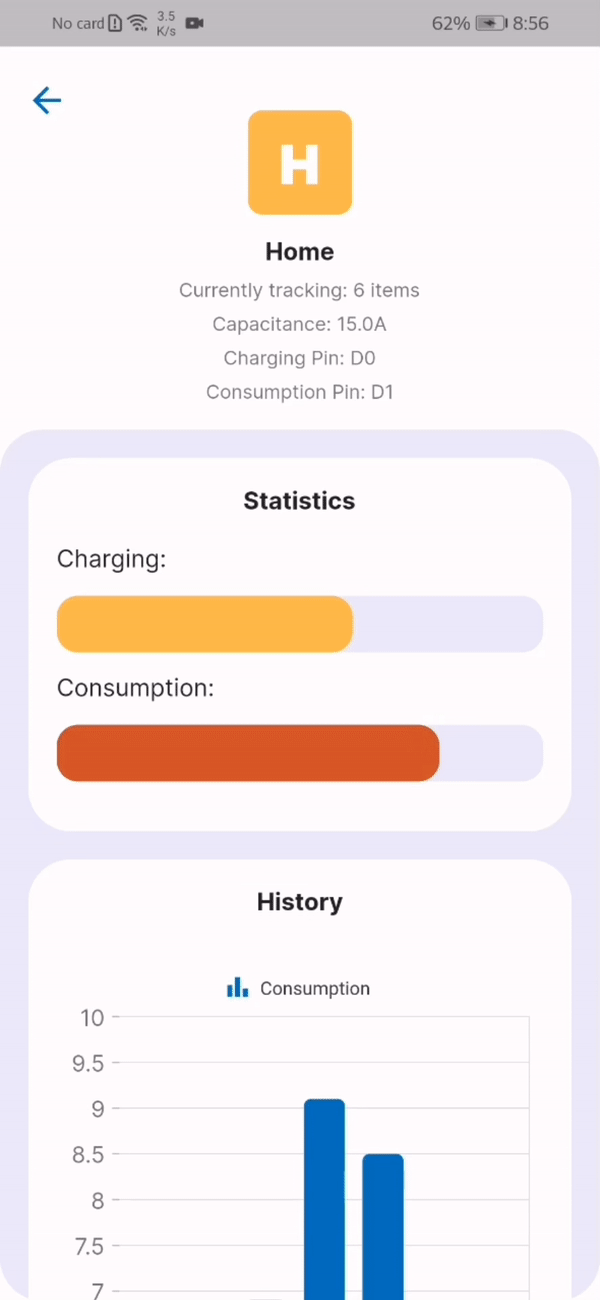 No card 3.5 K/s 62% 8:56
H
Home
Currently tracking: 6 items
Capacitance: 15.0A
Charging Pin: D0
Consumption Pin: D1
Statistics
Charging:
Consumption:
History
Consumption
10
9.5
9
8.5
8
7.5
7